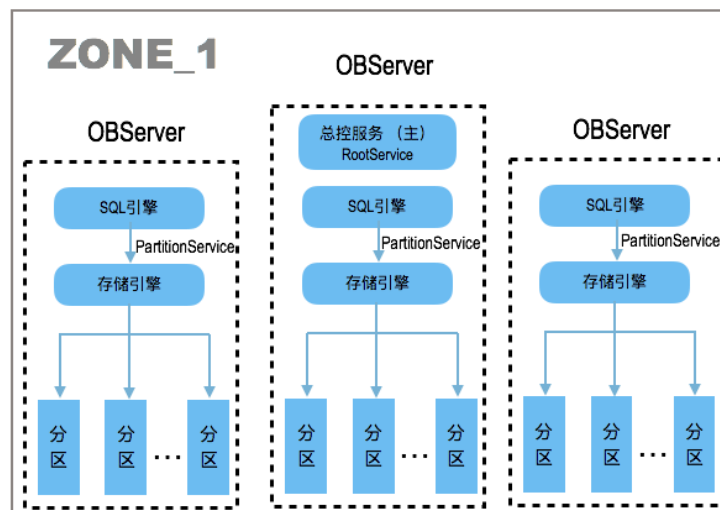 ZONE_1
OBServer
OBServer
OBServer
总控服务 （主）
RootService
SQL引擎
SQL引擎
SQL引擎
PartitionService
PartitionService
PartitionService
存储引擎
存储引擎
存储引擎
分区
分区
...
分区
分区
分区
...
分区
分区
分区
...
分区